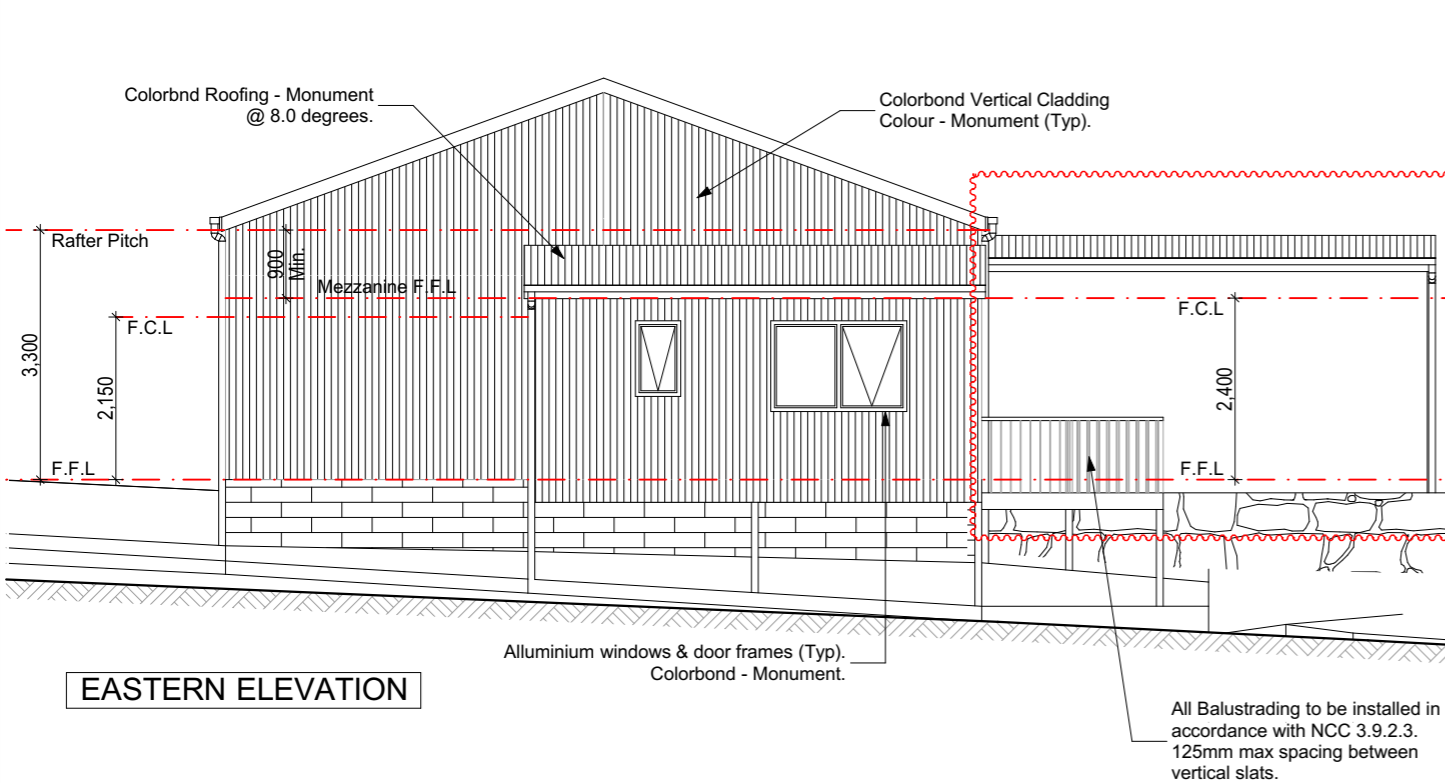 Colorbnd Roofing - Monument
@ 8.0 degrees.
Colorbond Vertical Cladding
Colour - Monument (Typ).
Rafter Pitch
900
Min.
Mezzanine F.F.L
F.C.L
F.C.L
3,300
2,150
2,400
F.F.L
F.F.L
Alluminium windows & door frames (Typ).
Colorbond - Monument.
EASTERN ELEVATION
All Balustrading to be installed in
accordance with NCC 3.9.2.3.
125mm max spacing between
vertical slats.